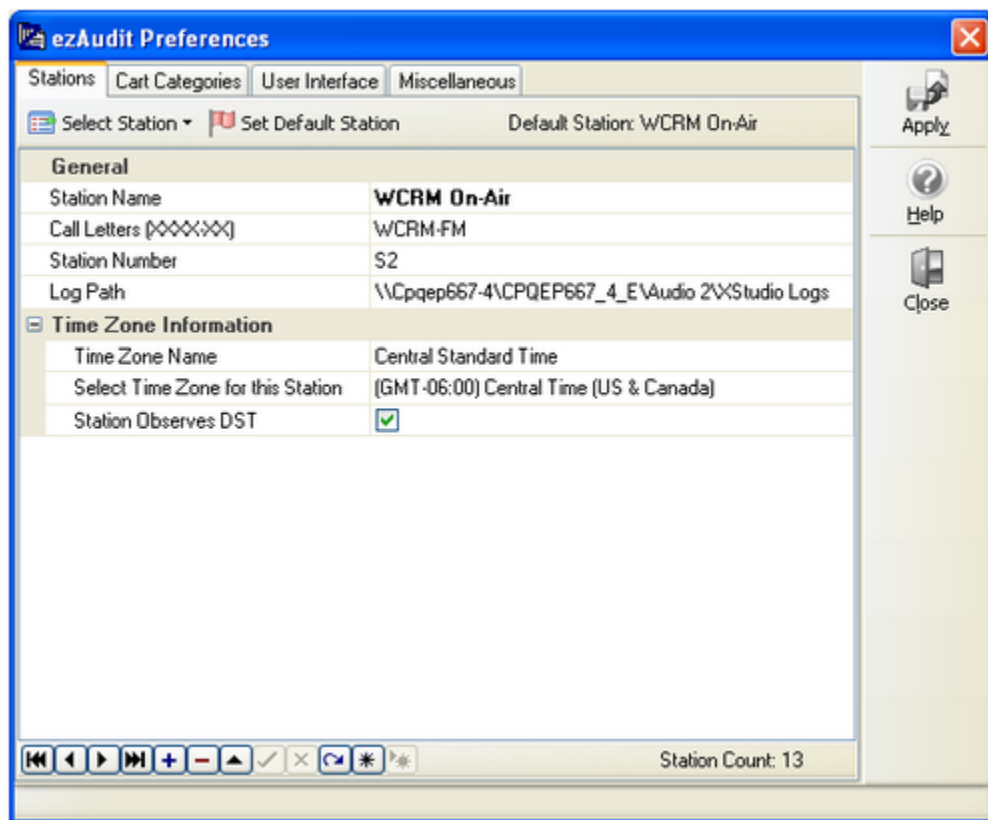 ezAudit Preferences
Stations Cart Categories User Interface Miscellaneous
Select Station Set Default Station Default Station: WCRM On-Air
General
Station Name WCRM On-Air
Call Letters (XXXX-XX) WCRM-FM
Station Number S2
Log Path \\Cpqep667-4\CPQEP667_4_E\Audio 2\XStudio Logs
Time Zone Information
Time Zone Name Central Standard Time
Select Time Zone for this Station (GMT-06:00) Central Time (US & Canada)
Station Observes DST
Station Count: 13
Apply
Help
Close